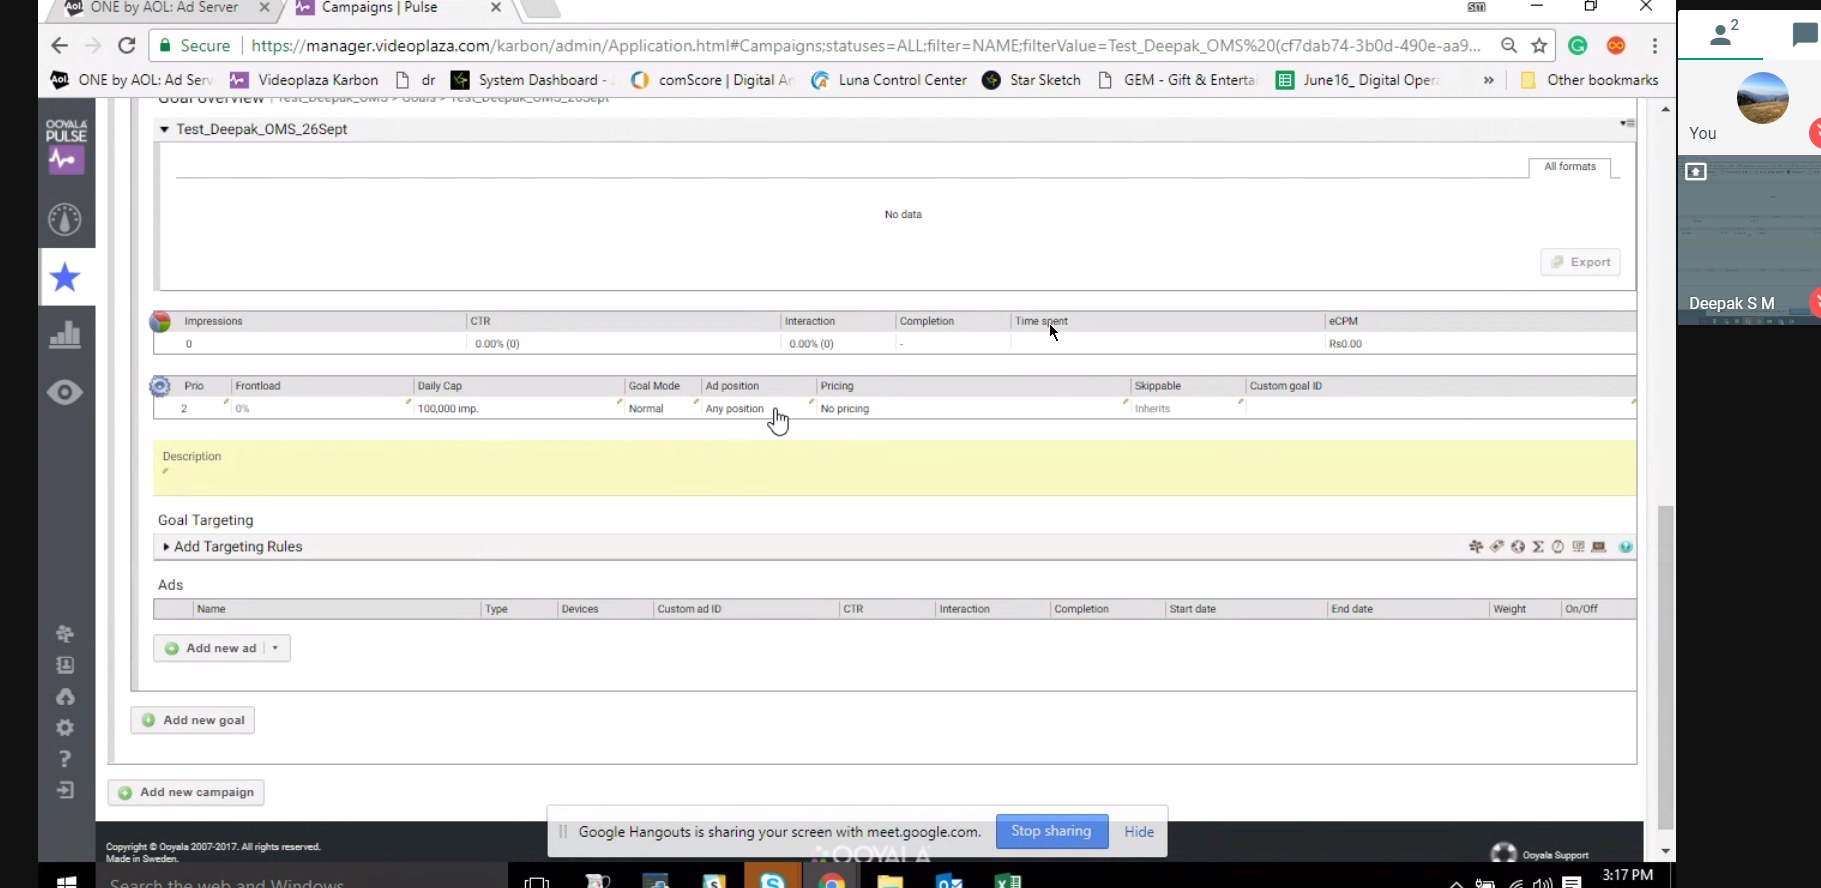 ONE by AOL: Ad Server
Campaigns | Pulse
Secure | https://manager.videoplaza.com/karbon/admin/Application.html#Campaigns;statuses=ALL;filter=NAME;filterValue=Test_Deepak_OMS%20(cf7dab74-3b0d-490e-aa9...
Aol. ONE by AOL: Ad Serv Videoplaza Karbon dr System Dashboard - comScore | Digital An Luna Control Center Star Sketch GEM - Gift & Enterta June16_ Digital Oper » Other bookmarks
2
You
Deepak S M
OOYALA
PULSE
Goal overview | Test_Deepak_OMS > Goals > Test_Deepak_OMS_26Sept
Test_Deepak_OMS_26Sept
All formats
No data
Export
Impressions CTR Interaction Completion Time spent eCPM
0 0.00% (0) 0.00% (0) - Rs0.00
Prio Frontload Daily Cap Goal Mode Ad position Pricing Skippable Custom goal ID
2 0% 100,000 imp. Normal Any position No pricing Inherits
Description
Goal Targeting
Add Targeting Rules
Ads
Name Type Devices Custom ad ID CTR Interaction Completion Start date End date Weight On/Off
Add new ad
Add new goal
Add new campaign
Google Hangouts is sharing your screen with meet.google.com. Stop sharing Hide
Copyright © Ooyala 2007-2017. All rights reserved.
Made in Sweden.
OOYALA
Ooyala Support
Search the web and Windows
3:17 PM